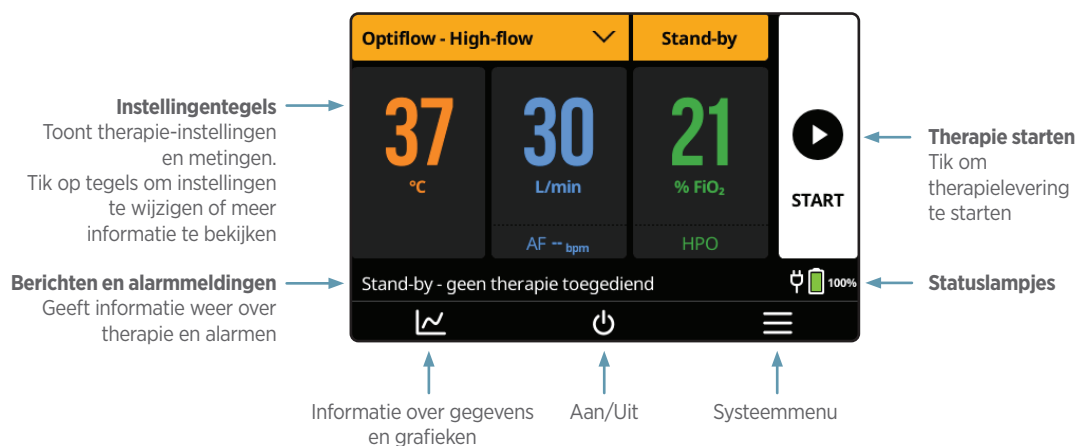 Optiflow - High-flow
Stand-by
37
°C
30
L/min
AF -- bpm
21
% FiO₂
HPO
START
Stand-by - geen therapie toegediend
100%
Instellingentegels
Toont therapie-instellingen
en metingen.
Tik op tegels om instellingen
te wijzigen of meer
informatie te bekijken
Berichten en alarmmeldingen
Geeft informatie weer over
therapie en alarmen
Therapie starten
Tik om
therapielevering
te starten
Statuslampjes
Informatie over gegevens
en grafieken
Aan/Uit
Systeemmenu